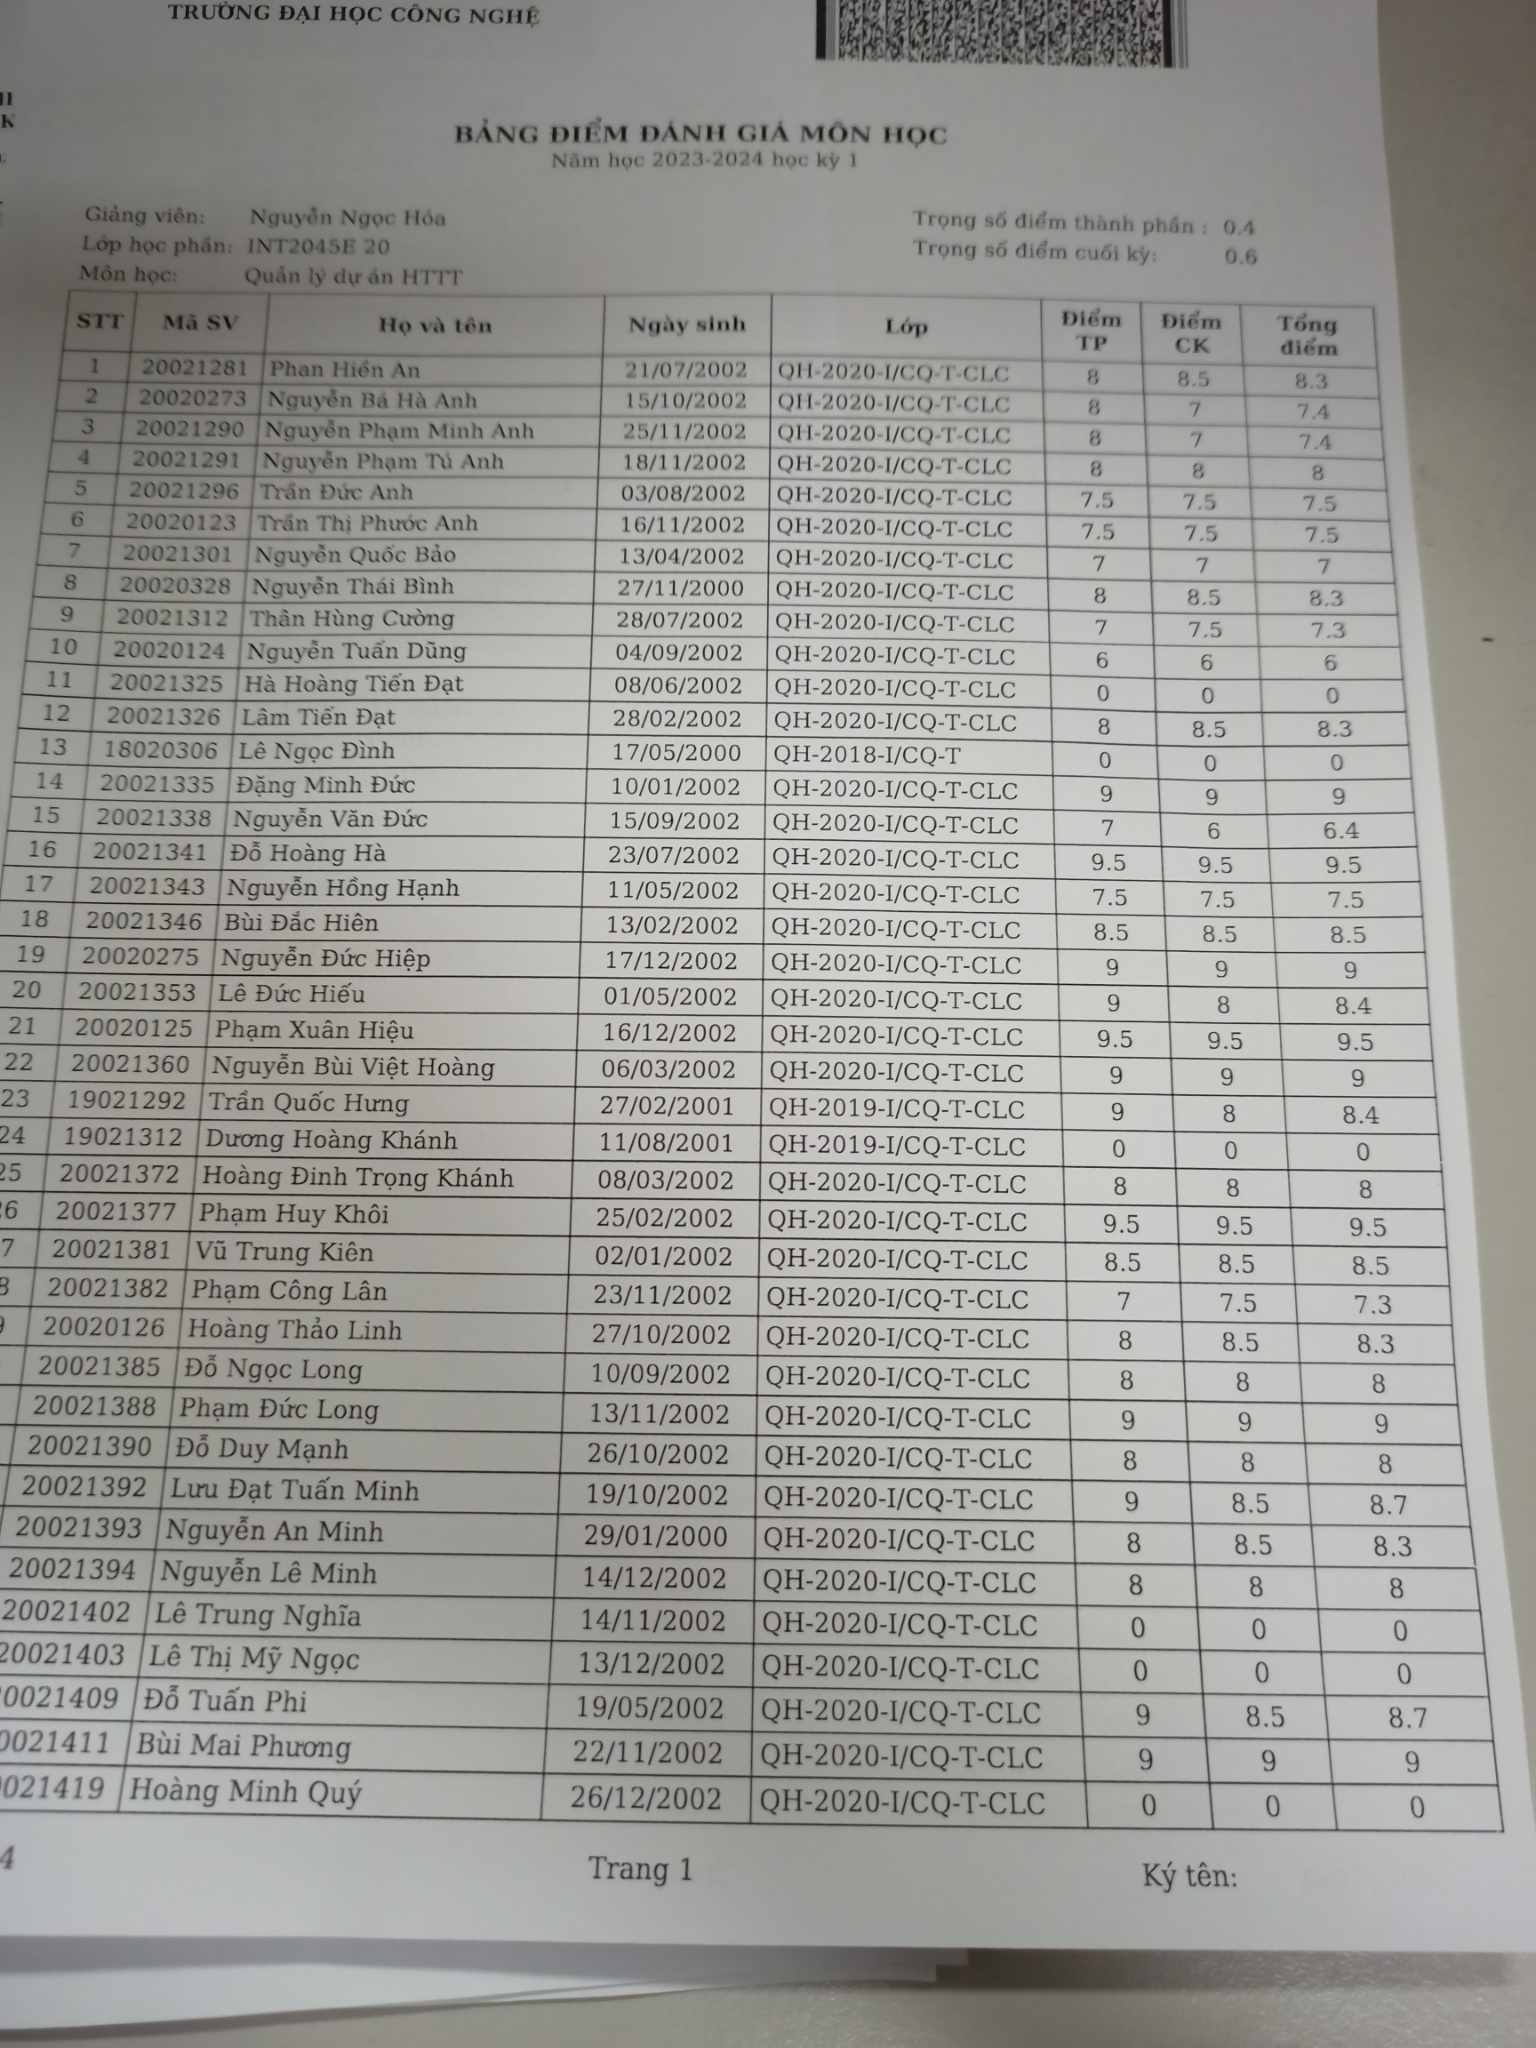 TRƯỜNG ĐẠI HỌC CÔNG NGHỆ
K
BẢNG ĐIỂM ĐÁNH GIÁ MÔN HỌC
Năm học 2023-2024 học kỳ 1
Giảng viên: Nguyễn Ngọc Hóa Trọng số điểm thành phần : 0.4
Lớp học phần: INT2045E 20 Trọng số điểm cuối kỳ: 0.6
Môn học: Quản lý dự án HTTT
STT Mã SV Họ và tên Ngày sinh Lớp Điểm TP Điểm CK Tổng điểm
1 20021281 Phan Hiền An 21/07/2002 QH-2020-I/CQ-T-CLC 8 8.5 8.3
2 20020273 Nguyễn Bá Hà Anh 15/10/2002 QH-2020-I/CQ-T-CLC 8 7 7.4
3 20021290 Nguyễn Phạm Minh Anh 25/11/2002 QH-2020-I/CQ-T-CLC 8 7 7.4
4 20021291 Nguyễn Phạm Tú Anh 18/11/2002 QH-2020-I/CQ-T-CLC 8 8 8
5 20021296 Trần Đức Anh 03/08/2002 QH-2020-I/CQ-T-CLC 7.5 7.5 7.5
6 20020123 Trần Thị Phước Anh 16/11/2002 QH-2020-I/CQ-T-CLC 7.5 7.5 7.5
7 20021301 Nguyễn Quốc Bảo 13/04/2002 QH-2020-I/CQ-T-CLC 7 7 7
8 20020328 Nguyễn Thái Bình 27/11/2000 QH-2020-I/CQ-T-CLC 8 8.5 8.3
9 20021312 Thân Hùng Cường 28/07/2002 QH-2020-I/CQ-T-CLC 7 7.5 7.3
10 20020124 Nguyễn Tuấn Dũng 04/09/2002 QH-2020-I/CQ-T-CLC 6 6 6
11 20021325 Hà Hoàng Tiến Đạt 08/06/2002 QH-2020-I/CQ-T-CLC 0 0 0
12 20021326 Lâm Tiến Đạt 28/02/2002 QH-2020-I/CQ-T-CLC 8 8.5 8.3
13 18020306 Lê Ngọc Đình 17/05/2000 QH-2018-I/CQ-T 0 0 0
14 20021335 Đặng Minh Đức 10/01/2002 QH-2020-I/CQ-T-CLC 9 9 9
15 20021338 Nguyễn Văn Đức 15/09/2002 QH-2020-I/CQ-T-CLC 7 6 6.4
16 20021341 Đỗ Hoàng Hà 23/07/2002 QH-2020-I/CQ-T-CLC 9.5 9.5 9.5
17 20021343 Nguyễn Hồng Hạnh 11/05/2002 QH-2020-I/CQ-T-CLC 7.5 7.5 7.5
18 20021346 Bùi Đắc Hiên 13/02/2002 QH-2020-I/CQ-T-CLC 8.5 8.5 8.5
19 20020275 Nguyễn Đức Hiệp 17/12/2002 QH-2020-I/CQ-T-CLC 9 9 9
20 20021353 Lê Đức Hiếu 01/05/2002 QH-2020-I/CQ-T-CLC 9 8 8.4
21 20020125 Phạm Xuân Hiệu 16/12/2002 QH-2020-I/CQ-T-CLC 9.5 9.5 9.5
22 20021360 Nguyễn Bùi Việt Hoàng 06/03/2002 QH-2020-I/CQ-T-CLC 9 9 9
23 19021292 Trần Quốc Hưng 27/02/2001 QH-2019-I/CQ-T-CLC 9 8 8.4
24 19021312 Dương Hoàng Khánh 11/08/2001 QH-2019-I/CQ-T-CLC 0 0 0
25 20021372 Hoàng Đinh Trọng Khánh 08/03/2002 QH-2020-I/CQ-T-CLC 8 8 8
6 20021377 Phạm Huy Khôi 25/02/2002 QH-2020-I/CQ-T-CLC 9.5 9.5 9.5
7 20021381 Vũ Trung Kiên 02/01/2002 QH-2020-I/CQ-T-CLC 8.5 8.5 8.5
8 20021382 Phạm Công Lân 23/11/2002 QH-2020-I/CQ-T-CLC 7 7.5 7.3
9 20020126 Hoàng Thảo Linh 27/10/2002 QH-2020-I/CQ-T-CLC 8 8.5 8.3
20021385 Đỗ Ngọc Long 10/09/2002 QH-2020-I/CQ-T-CLC 8 8 8
20021388 Phạm Đức Long 13/11/2002 QH-2020-I/CQ-T-CLC 9 9 9
20021390 Đỗ Duy Mạnh 26/10/2002 QH-2020-I/CQ-T-CLC 8 8 8
20021392 Lưu Đạt Tuấn Minh 19/10/2002 QH-2020-I/CQ-T-CLC 9 8.5 8.7
20021393 Nguyễn An Minh 29/01/2000 QH-2020-I/CQ-T-CLC 8 8.5 8.3
20021394 Nguyễn Lê Minh 14/12/2002 QH-2020-I/CQ-T-CLC 8 8 8
20021402 Lê Trung Nghĩa 14/11/2002 QH-2020-I/CQ-T-CLC 0 0 0
20021403 Lê Thị Mỹ Ngọc 13/12/2002 QH-2020-I/CQ-T-CLC 0 0 0
0021409 Đỗ Tuấn Phi 19/05/2002 QH-2020-I/CQ-T-CLC 9 8.5 8.7
0021411 Bùi Mai Phương 22/11/2002 QH-2020-I/CQ-T-CLC 9 9 9
021419 Hoàng Minh Quý 26/12/2002 QH-2020-I/CQ-T-CLC 0 0 0
4 Trang 1 Ký tên: